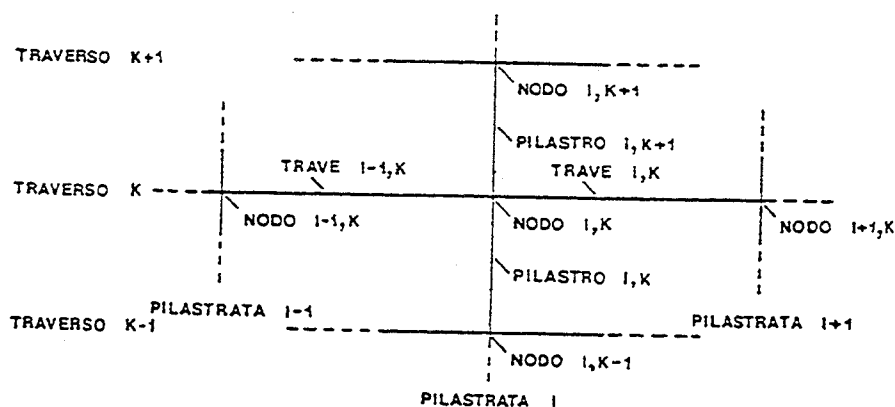 TRAVERSO K+1
NODO I,K+1
PILASTRO I,K+1
TRAVE I-1,K
TRAVE I,K
TRAVERSO K
NODO I-1,K
NODO I,K
NODO I+1,K
PILASTRO I,K
PILASTRATA I-1
PILASTRATA I+1
TRAVERSO K-1
NODO I,K-1
PILASTRATA I